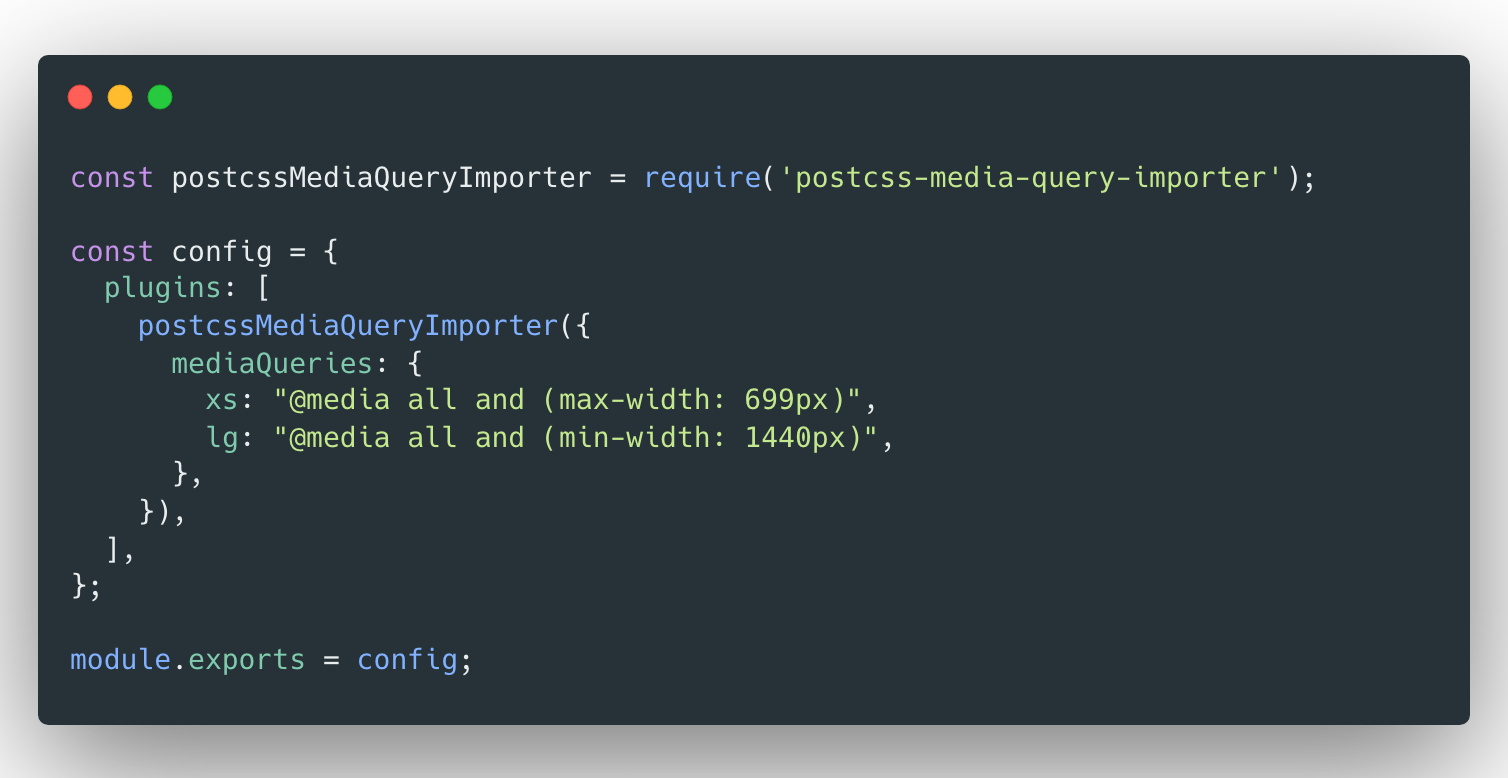 const postcssMediaQueryImporter = require('postcss-media-query-importer');

const config = {
  plugins: [
    postcssMediaQueryImporter({
      mediaQueries: {
        xs: "@media all and (max-width: 699px)",
        lg: "@media all and (min-width: 1440px)",
      },
    }),
  ],
};

module.exports = config;